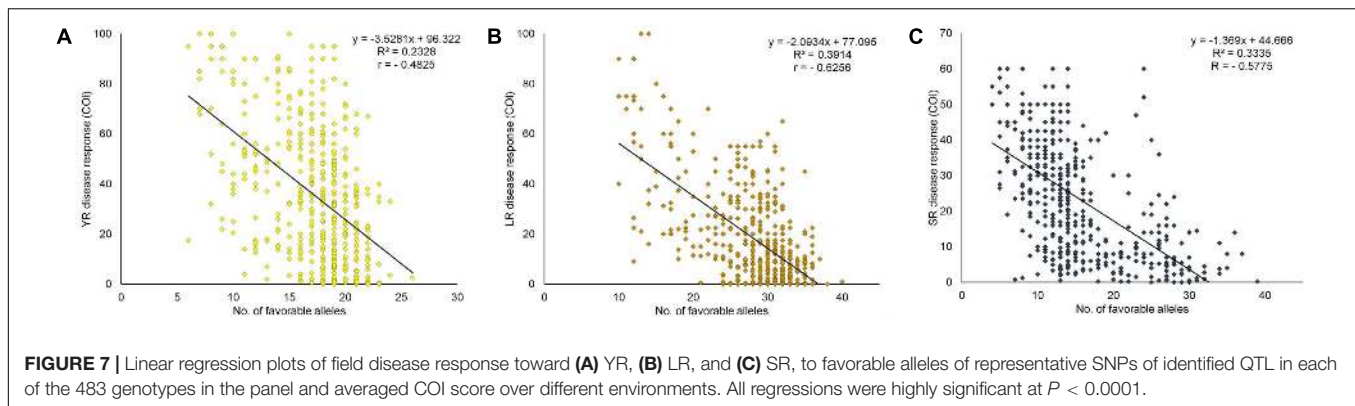 A
y = -3.5281x + 96.322
R² = 0.2328
r = - 0.4825
YR disease response (COI)
100
80
60
40
20
0
0 5 10 15 20 25 30
No. of favorable alleles
B
y = -2.0934x + 77.095
R² = 0.3914
r = - 0.6256
LR disease response (COI)
100
80
60
40
20
0
0 10 20 30 40
No. of favorable alleles
C
y = -1.369x + 44.666
R² = 0.3335
R = - 0.5775
SR disease response (COI)
70
60
50
40
30
20
10
0
0 10 20 30 40
No. of favorable alleles
FIGURE 7 | Linear regression plots of field disease response toward (A) YR, (B) LR, and (C) SR, to favorable alleles of representative SNPs of identified QTL in each
of the 483 genotypes in the panel and averaged COI score over different environments. All regressions were highly significant at P < 0.0001.